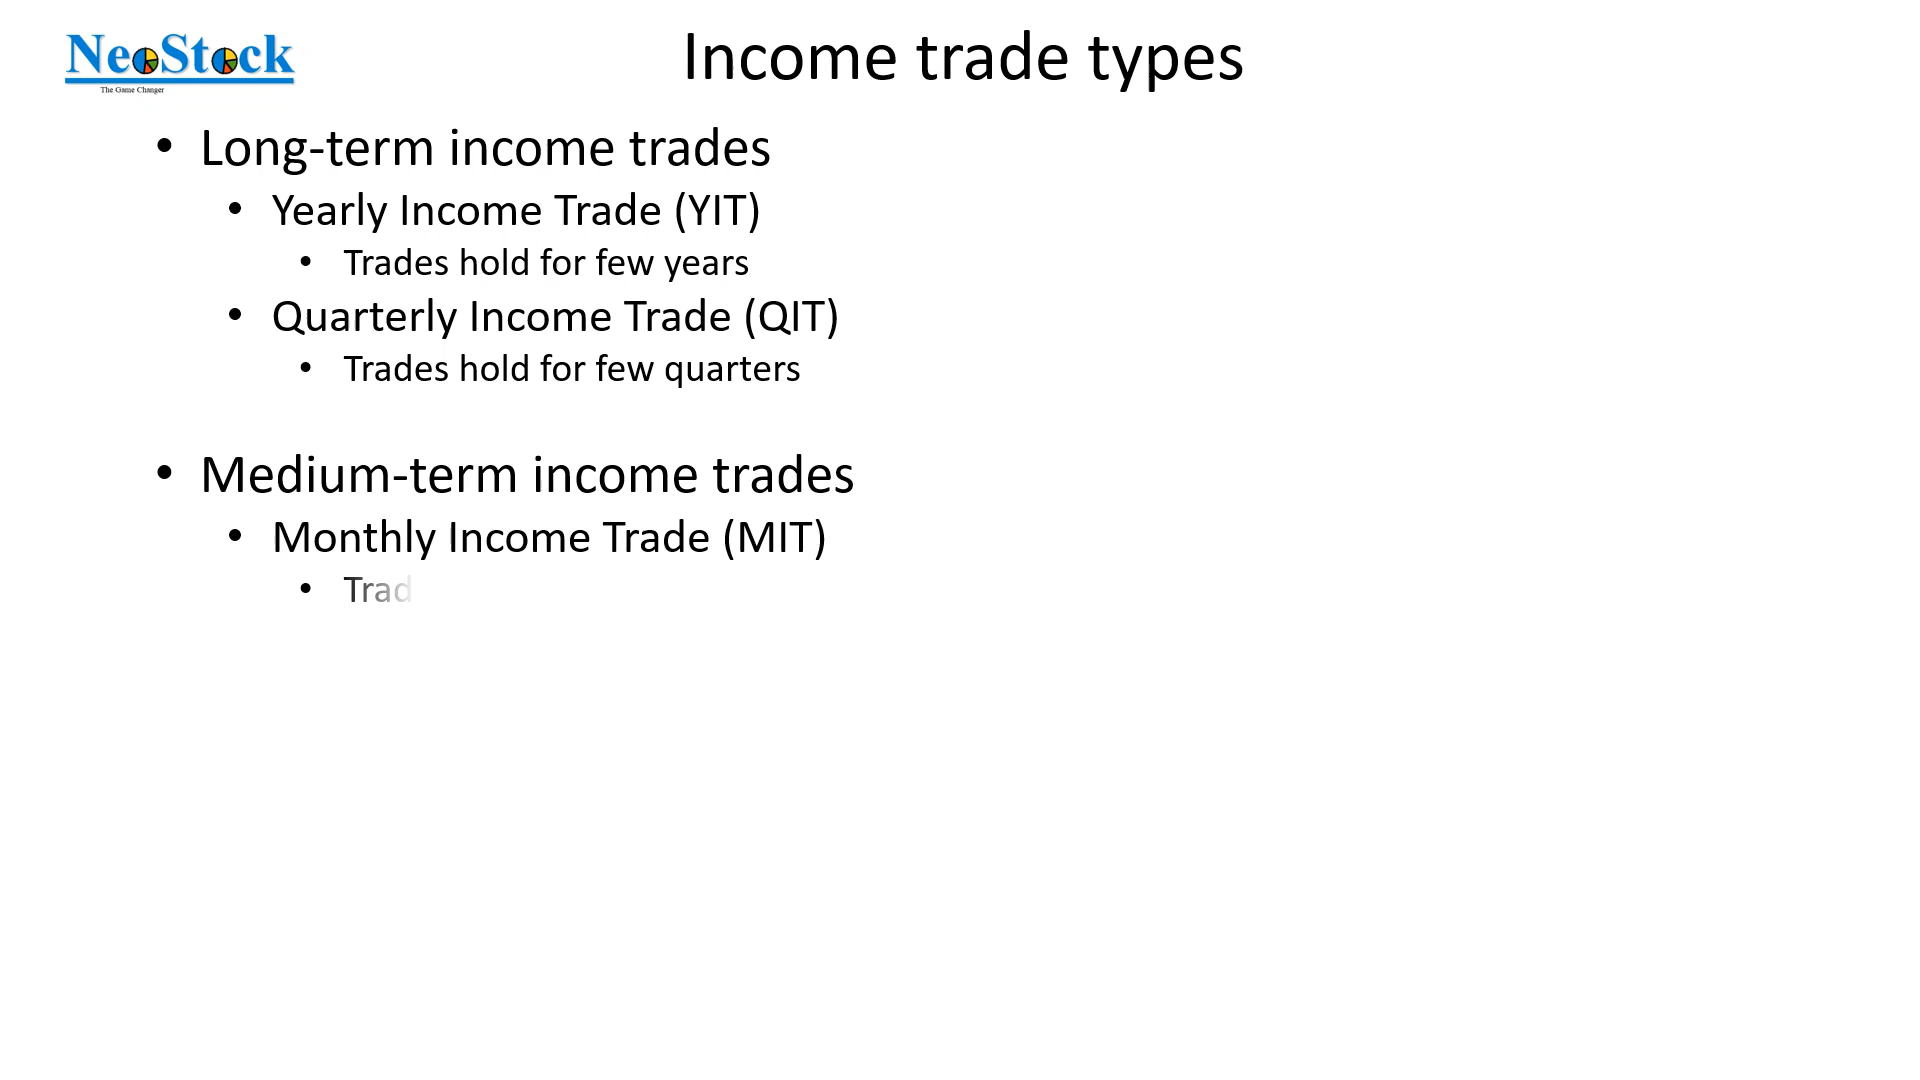 NeoStock
The Game Changer
Income trade types
• Long-term income trades
• Yearly Income Trade (YIT)
• Trades hold for few years
• Quarterly Income Trade (QIT)
• Trades hold for few quarters
• Medium-term income trades
• Monthly Income Trade (MIT)
• Trad